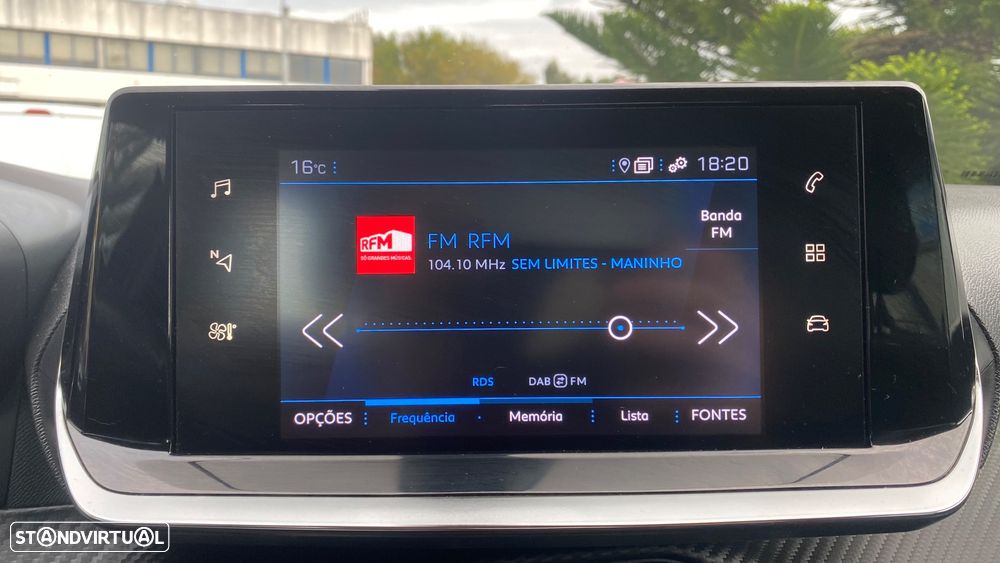 16°C
18:20
N
RFM
SÓ GRANDES MÚSICAS.
FM RFM
104.10 MHz SEM LIMITES - MANINHO
Banda
FM
RDS
DAB FM
OPÇÕES
Frequência
Memória
Lista
FONTES
STANDVIRTUAL